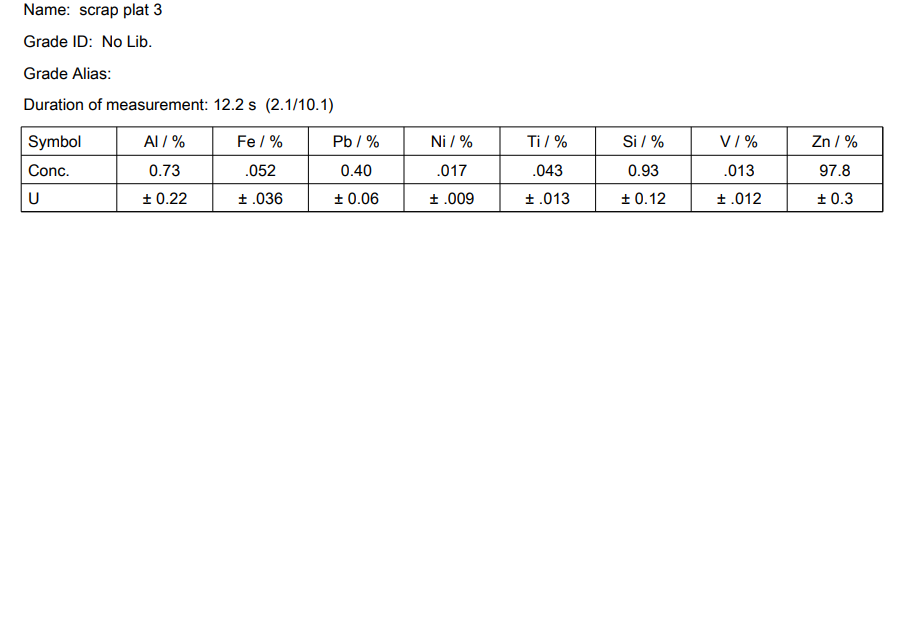 Name: scrap plat 3
Grade ID: No Lib.
Grade Alias:
Duration of measurement: 12.2 s (2.1/10.1)
Symbol Al / % Fe / % Pb / % Ni / % Ti / % Si / % V / % Zn / %
Conc. 0.73 .052 0.40 .017 .043 0.93 .013 97.8
U ± 0.22 ± .036 ± 0.06 ± .009 ± .013 ± 0.12 ± .012 ± 0.3